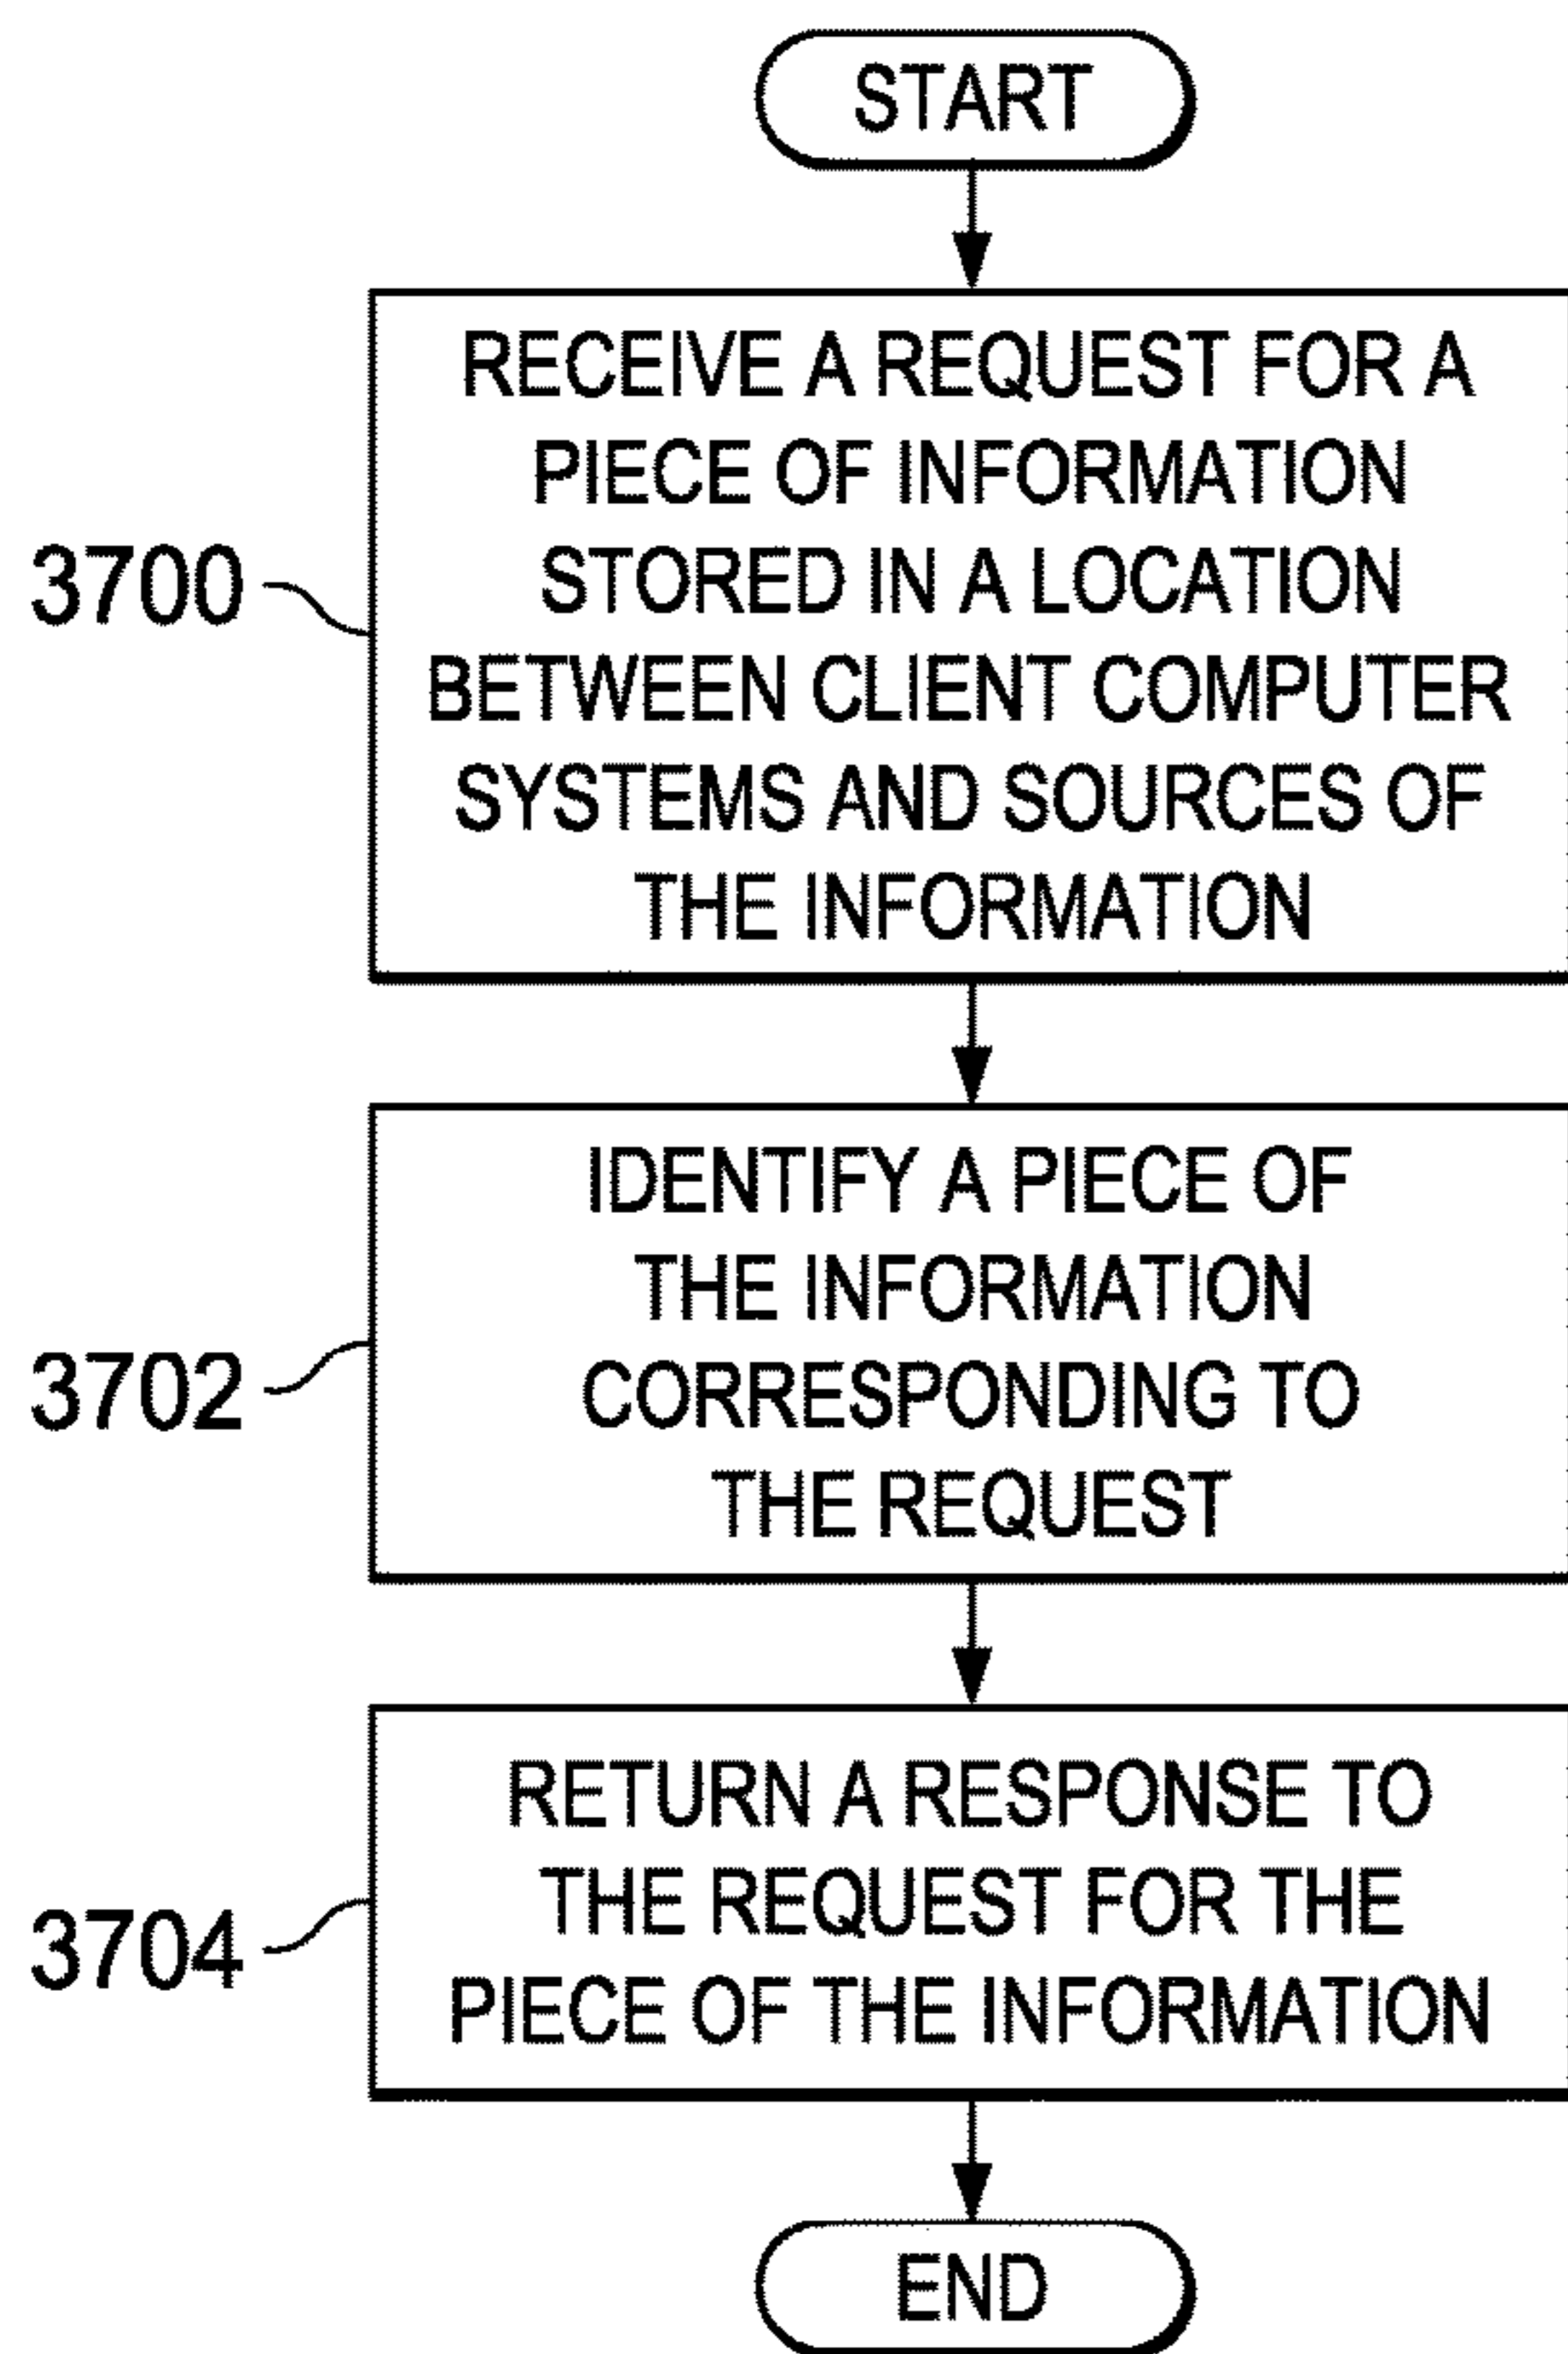 START
RECEIVE A REQUEST FOR A
PIECE OF INFORMATION
STORED IN A LOCATION
BETWEEN CLIENT COMPUTER
SYSTEMS AND SOURCES OF
THE INFORMATION
3700
IDENTIFY A PIECE OF
THE INFORMATION
CORRESPONDING TO
THE REQUEST
3702
RETURN A RESPONSE TO
THE REQUEST FOR THE
PIECE OF THE INFORMATION
3704
END